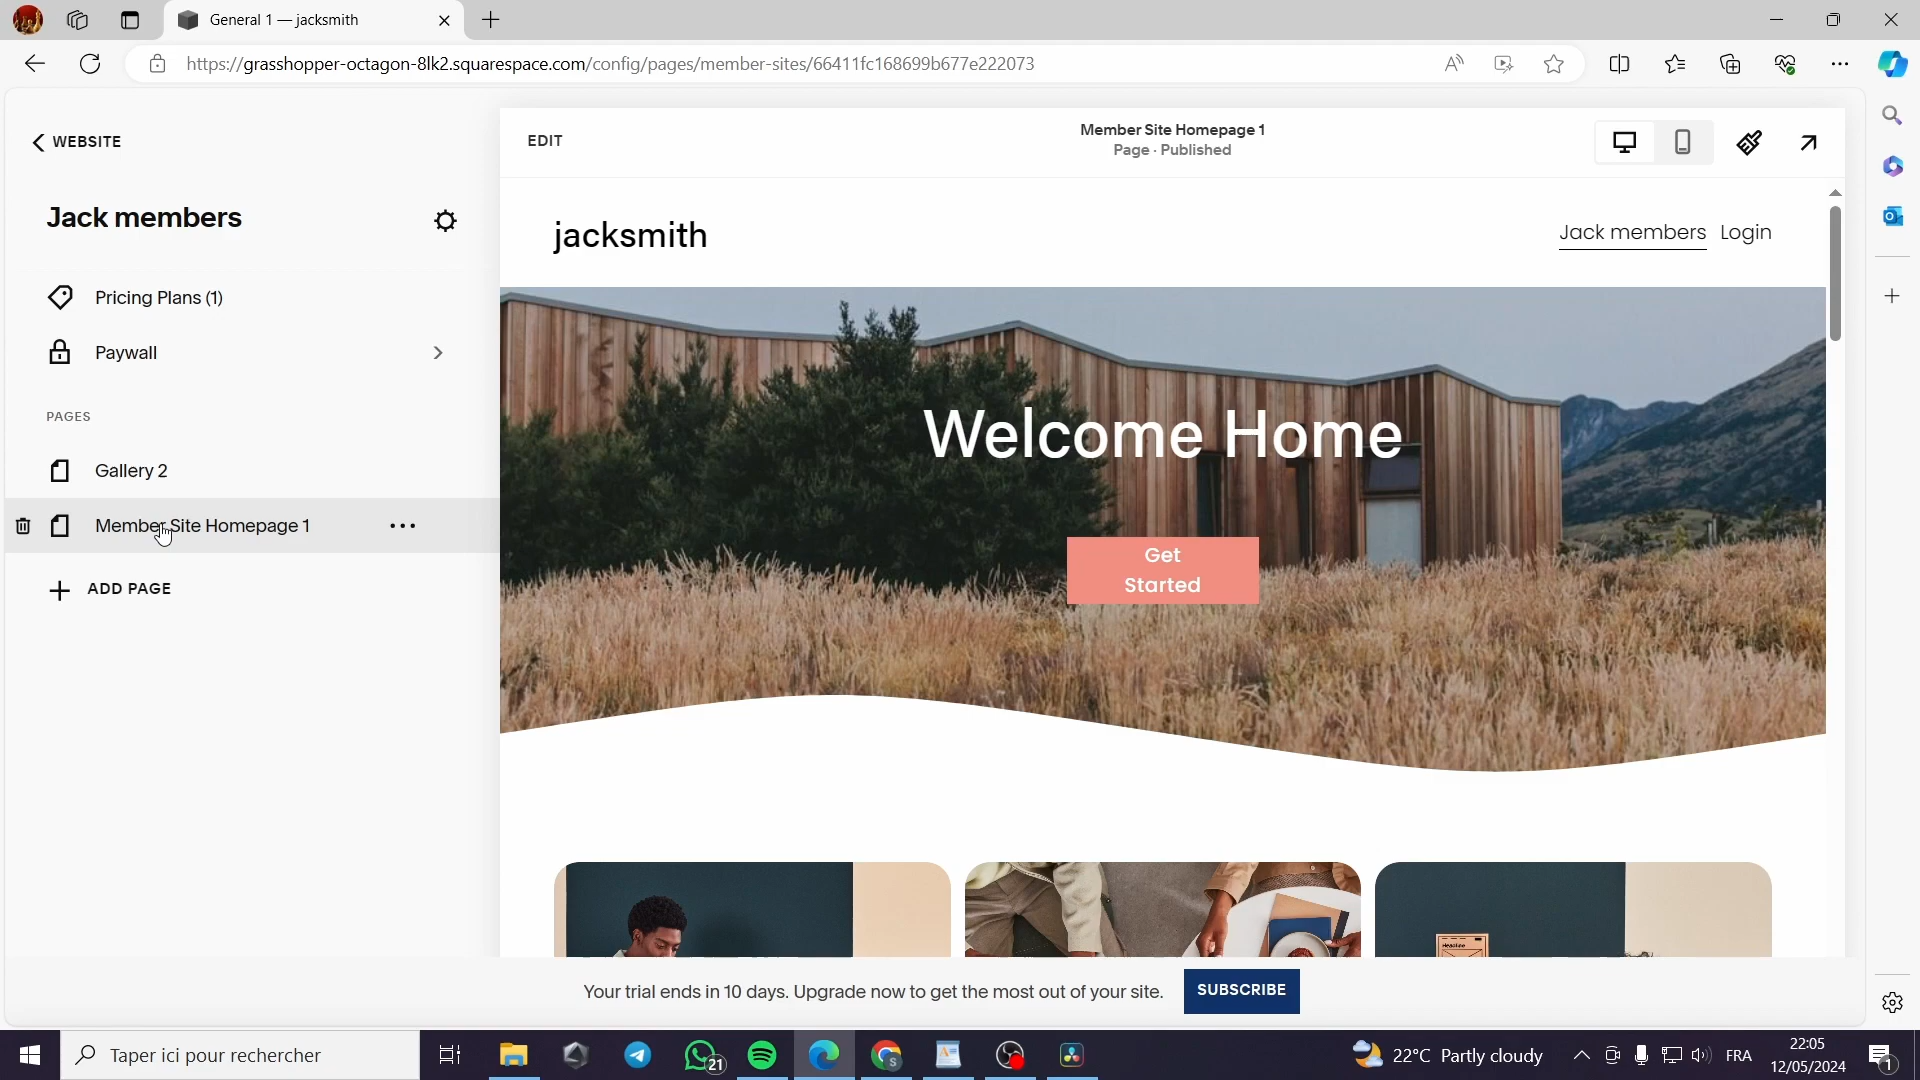 General 1 — jacksmith
https://grasshopper-octagon-8lk2.squarespace.com/config/pages/member-sites/66411fc168699b677e222073
WEBSITE
Jack members
Pricing Plans (1)
Paywall
PAGES
Gallery 2
Member Site Homepage 1
ADD PAGE
EDIT
Member Site Homepage 1
Page · Published
jacksmith
Jack members Login
Welcome Home
Get
Started
Headline
Your trial ends in 10 days. Upgrade now to get the most out of your site. SUBSCRIBE
Taper ici pour rechercher
21
22°C Partly cloudy
FRA
22:05
12/05/2024
1